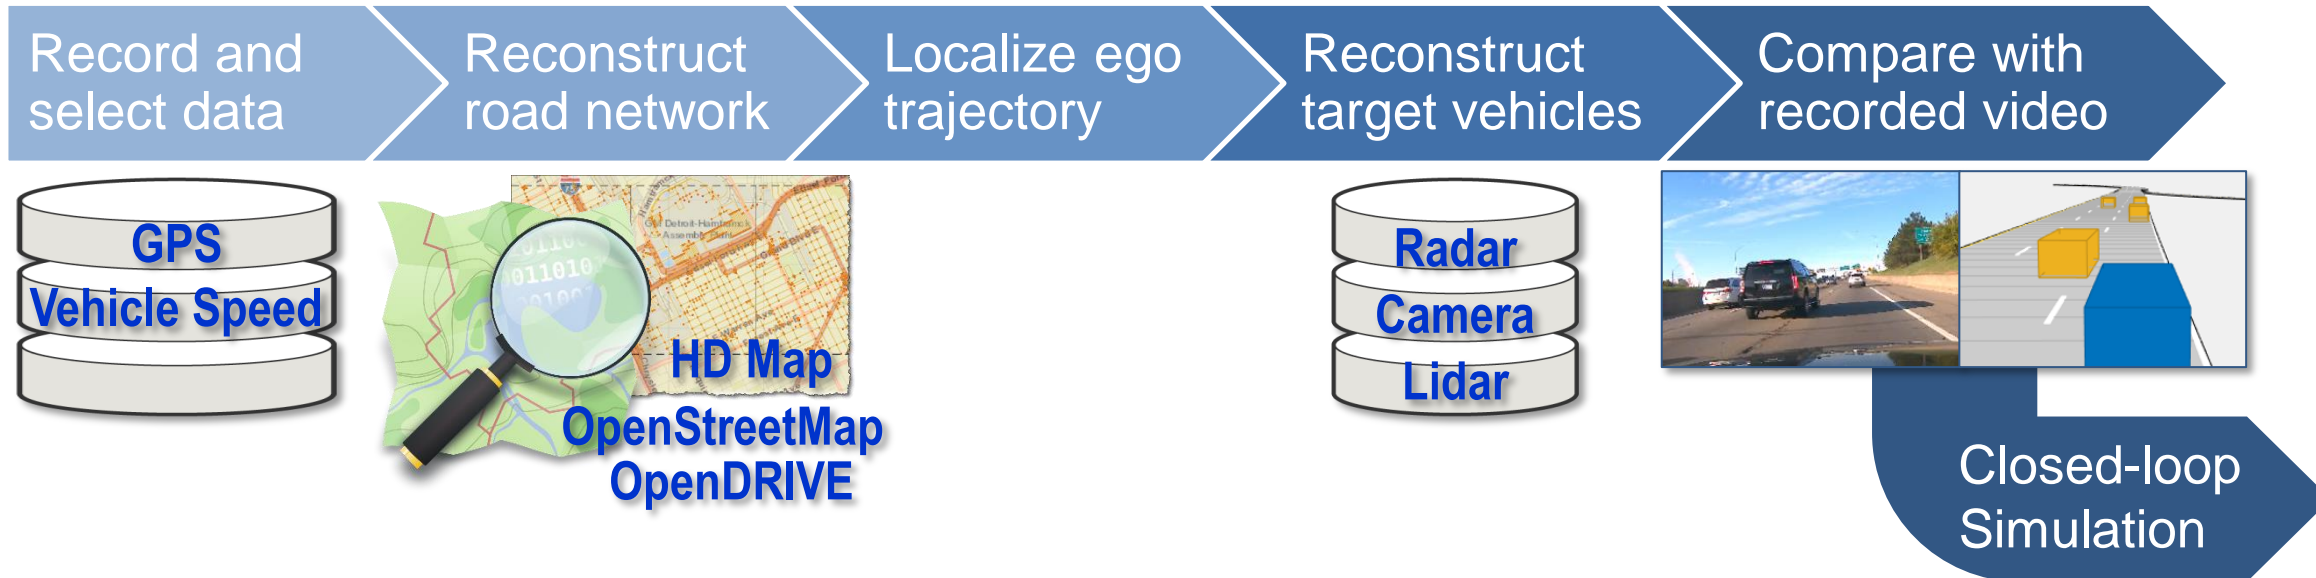 Record and
select data
Reconstruct
road network
Localize ego
trajectory
Reconstruct
target vehicles
Compare with
recorded video
GPS
Vehicle Speed
HD Map
OpenStreetMap
OpenDRIVE
Radar
Camera
Lidar
Closed-loop
Simulation